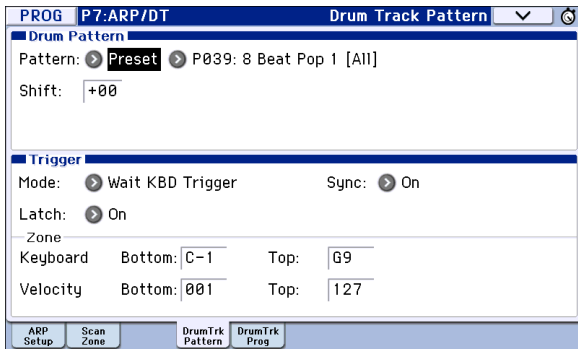 PROG P7:ARP/DT Drum Track Pattern
Drum Pattern
Pattern: Preset P039: 8 Beat Pop 1 [All]
Shift: +00
Trigger
Mode: Wait KBD Trigger Sync: On
Latch: On
Zone
Keyboard Bottom: C-1 Top: G9
Velocity Bottom: 001 Top: 127
ARP Setup Scan Zone DrumTrk Pattern DrumTrk Prog